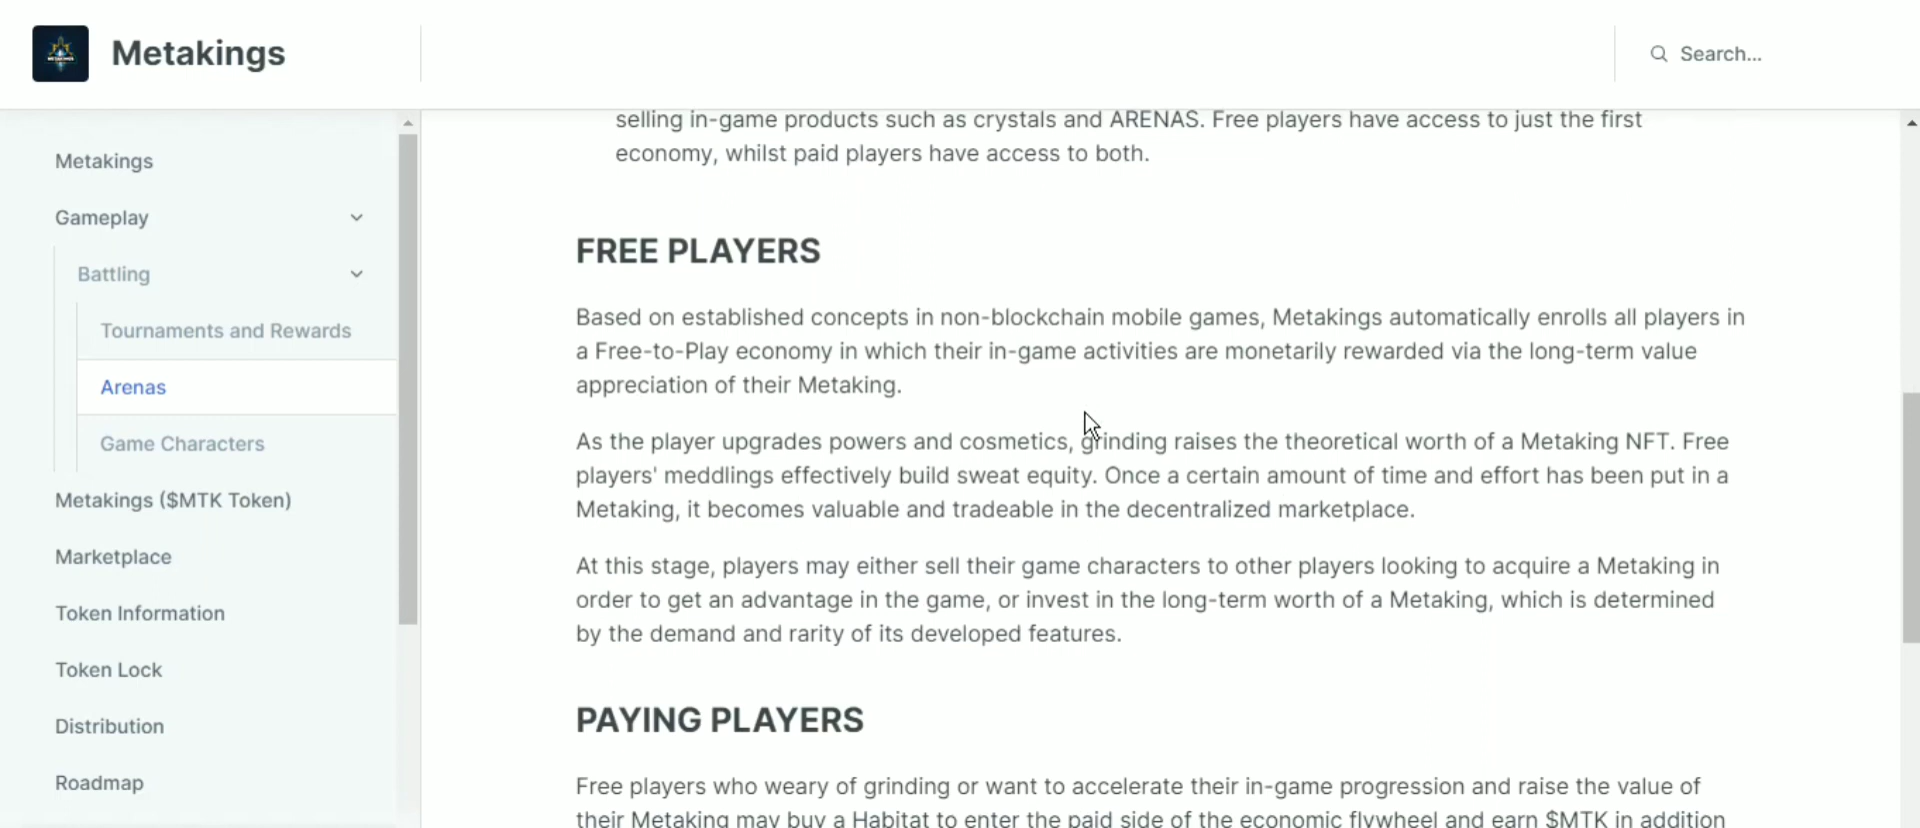 Metakings
Search...
Metakings
Gameplay
Battling
Tournaments and Rewards
Arenas
Game Characters
Metakings ($MTK Token)
Marketplace
Token Information
Token Lock
Distribution
Roadmap
selling in-game products such as crystals and ARENAS. Free players have access to just the first
economy, whilst paid players have access to both.
FREE PLAYERS
Based on established concepts in non-blockchain mobile games, Metakings automatically enrolls all players in
a Free-to-Play economy in which their in-game activities are monetarily rewarded via the long-term value
appreciation of their Metaking.
As the player upgrades powers and cosmetics, grinding raises the theoretical worth of a Metaking NFT. Free
players' meddlings effectively build sweat equity. Once a certain amount of time and effort has been put in a
Metaking, it becomes valuable and tradeable in the decentralized marketplace.
At this stage, players may either sell their game characters to other players looking to acquire a Metaking in
order to get an advantage in the game, or invest in the long-term worth of a Metaking, which is determined
by the demand and rarity of its developed features.
PAYING PLAYERS
Free players who weary of grinding or want to accelerate their in-game progression and raise the value of
their Metaking may buy a Habitat to enter the paid side of the economic flywheel and earn $MTK in addition